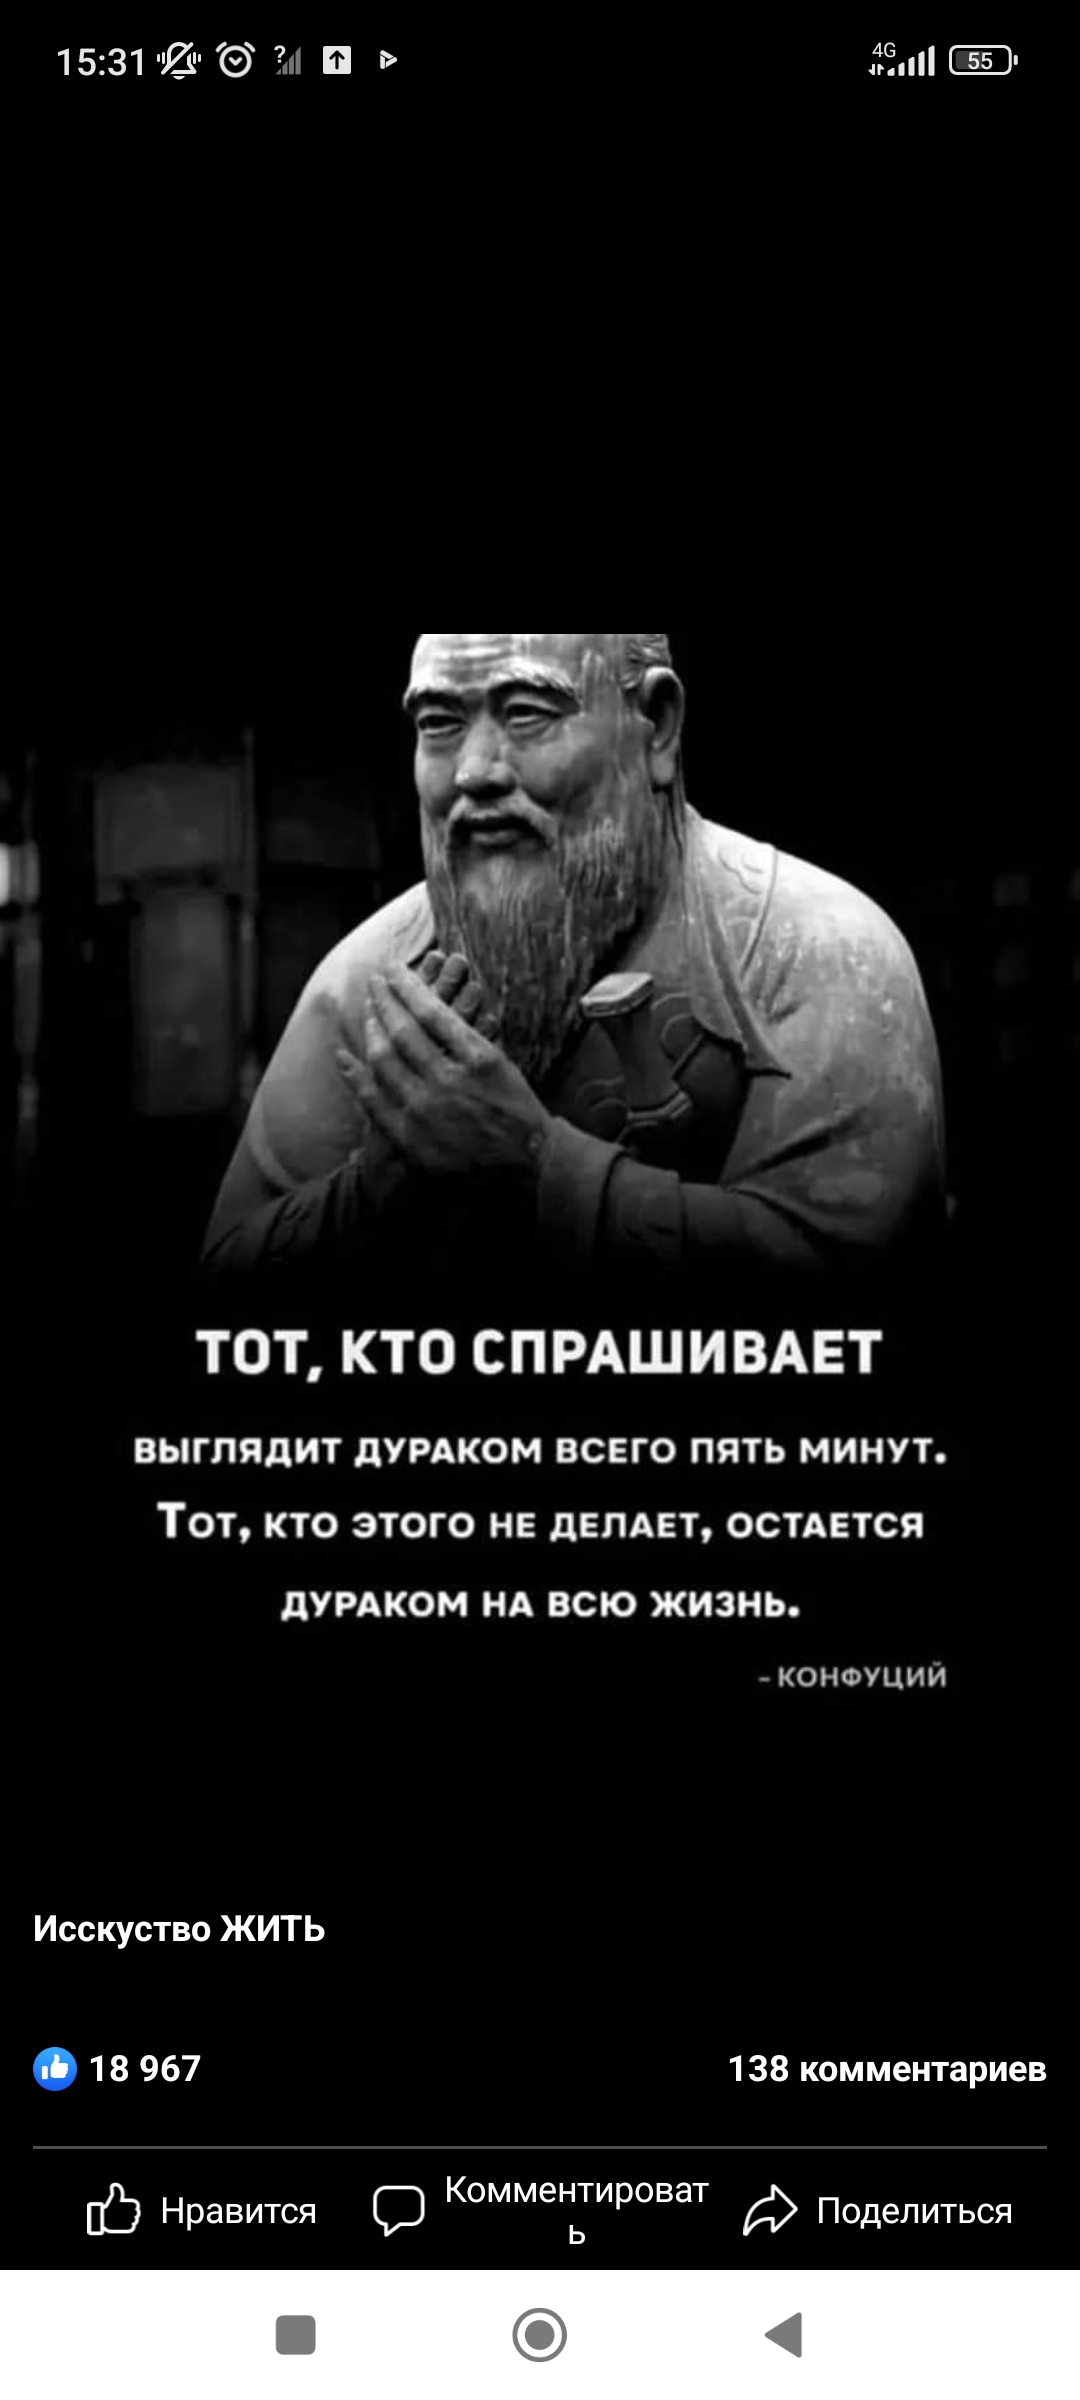 15:31
4G
55
ТОТ, КТО СПРАШИВАЕТ
ВЫГЛЯДИТ ДУРАКОМ ВСЕГО ПЯТЬ МИНУТ.
ТОТ, КТО ЭТОГО НЕ ДЕЛАЕТ, ОСТАЕТСЯ
ДУРАКОМ НА ВСЮ ЖИЗНЬ.
- КОНФУЦИЙ
Исскуство ЖИТЬ
18 967
138 комментариев
Нравится
Комментироват
ь
Поделиться